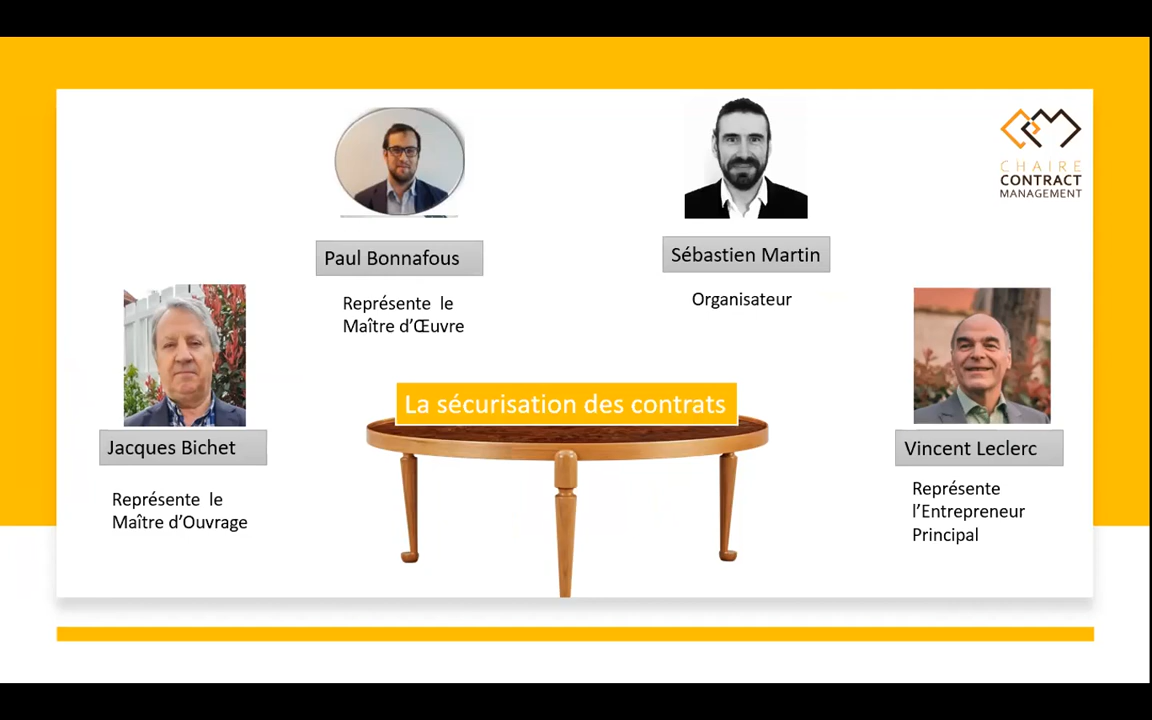 CHAIRE
CONTRACT
MANAGEMENT
Paul Bonnafous
Représente le
Maître d'Œuvre
Sébastien Martin
Organisateur
Jacques Bichet
Représente le
Maître d'Ouvrage
La sécurisation des contrats
Vincent Leclerc
Représente
l'Entrepreneur
Principal